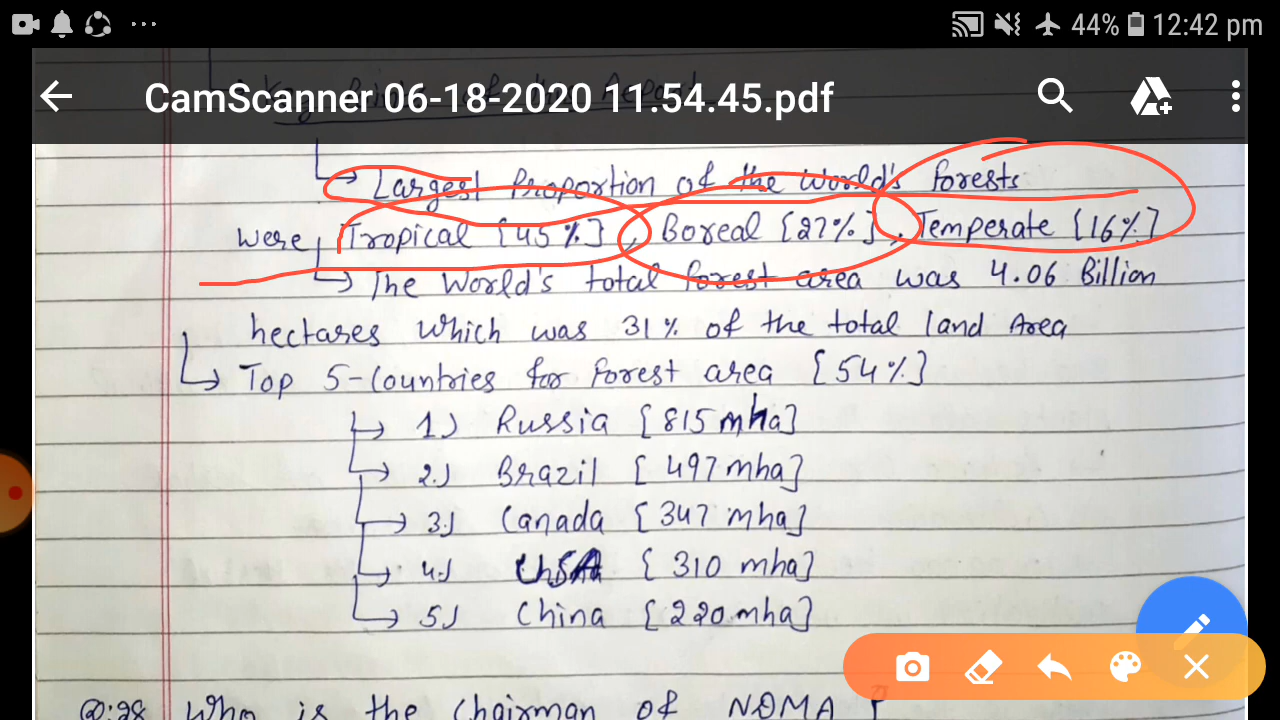 44% 12:42 pm
CamScanner 06-18-2020 11.54.45.pdf
Largest Proportion of the World's forests
were Tropical [45%], Boreal [27%], Temperate [16%]
The World's total forest area was 4.06 Billion
hectares which was 31% of the total land Area
Top 5-Countries for forest area [54%]
1) Russia [815 mha]
2.) Brazil [497 mha]
3.) Canada [347 mha]
4.) USA [310 mha]
5.) China [220 mha]
Q:28 Who is the Chairman of NDMA ?